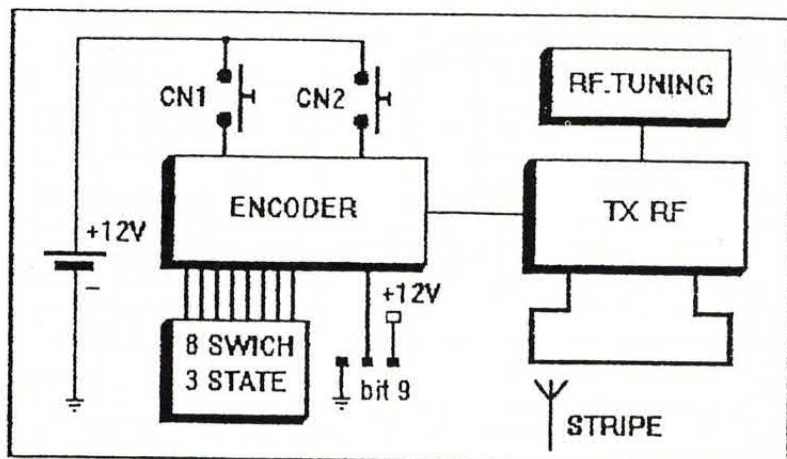 RF.TUNING
CN1
CN2
ENCODER
TX RF
+12V
–
+12V
8 SWICH
3 STATE
bit 9
STRIPE